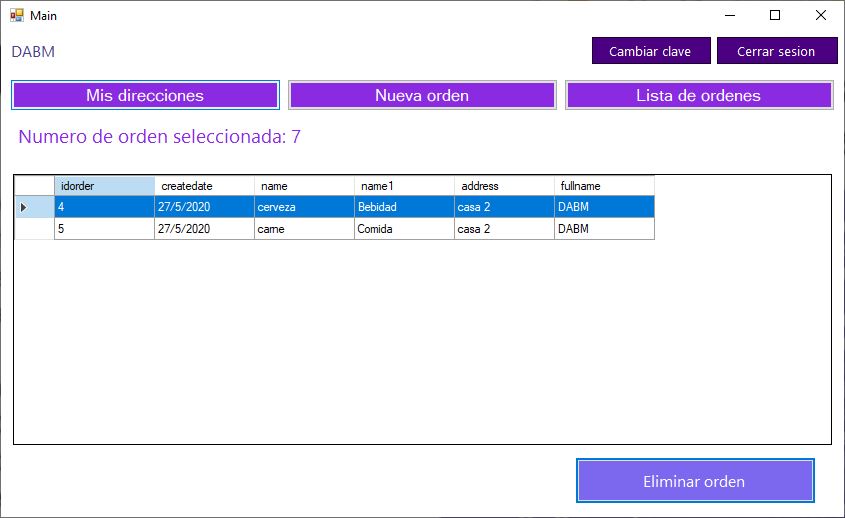 Main
DABM
Cambiar clave
Cerrar sesion
Mis direcciones
Nueva orden
Lista de ordenes
Numero de orden seleccionada: 7
idorder createdate name name1 address fullname
4 27/5/2020 cerveza Bebidad casa 2 DABM
5 27/5/2020 carne Comida casa 2 DABM
Eliminar orden